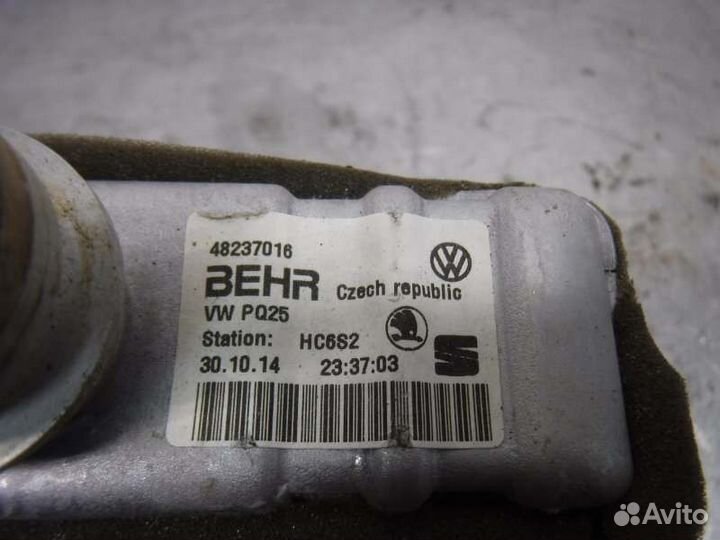 48237016
BEHR Czech republic
VW PQ25
Station: HC6S2
30.10.14 23:37:03
Avito